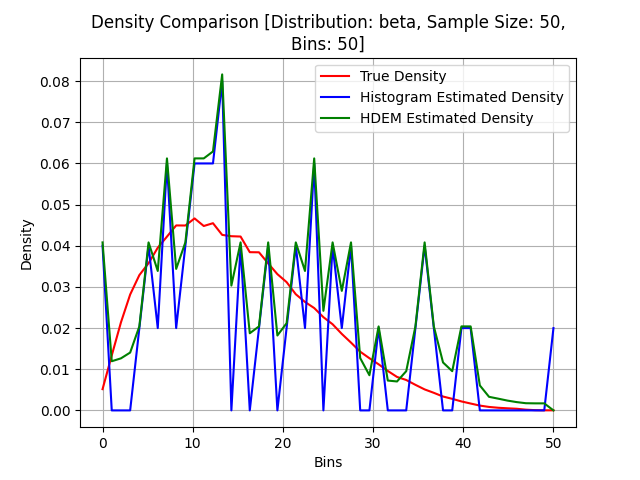 Density Comparison [Distribution: beta, Sample Size: 50,
Bins: 50]
True Density
Histogram Estimated Density
HDEM Estimated Density
Density
0.08
0.07
0.06
0.05
0.04
0.03
0.02
0.01
0.00
0 10 20 30 40 50
Bins